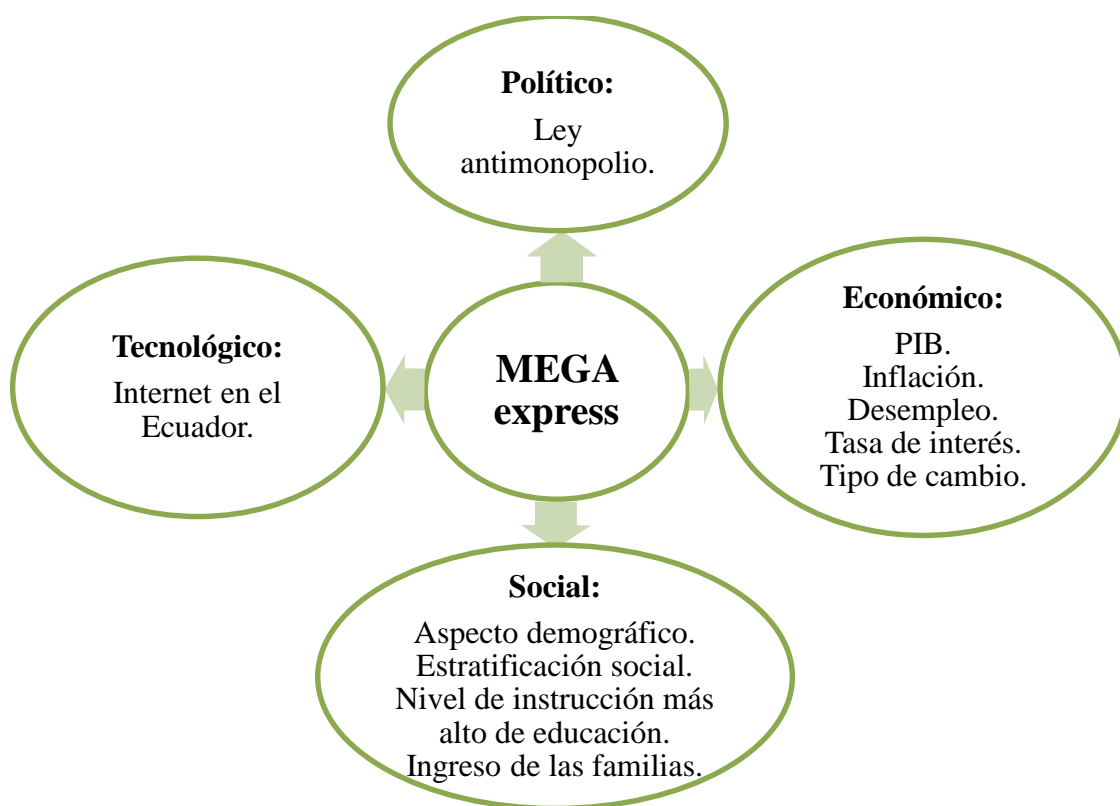 Político:
Ley
antimonopolio.
Económico:
PIB.
Inflación.
Desempleo.
Tasa de interés.
Tipo de cambio.
Tecnológico:
Internet en el
Ecuador.
MEGA
express
Social:
Aspecto demográfico.
Estratificación social.
Nivel de instrucción más
alto de educación.
Ingreso de las familias.